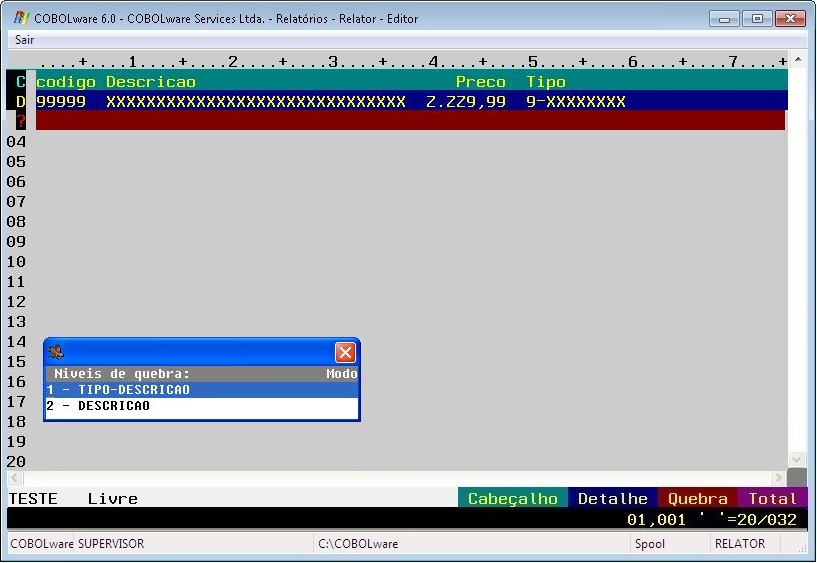 COBOLware 6.0 - COBOLware Services Ltda. - Relatórios - Relator - Editor
Sair
....+....1....+....2....+....3....+....4....+....5....+....6....+....7....+
C codigo Descricao Preco Tipo
D 99999 XXXXXXXXXXXXXXXXXXXXXXXXXXXXXX Z.ZZ9,99 9-XXXXXXXX
?
04
05
06
07
08
09
10
11
12
13
14
15
16
17
18
19
20
Niveis de quebra: Modo
1 - TIPO-DESCRICAO
2 - DESCRICAO
TESTE Livre Cabeçalho Detalhe Quebra Total
01,001 ' '=20/032
COBOLware SUPERVISOR C:\COBOLware Spool RELATOR